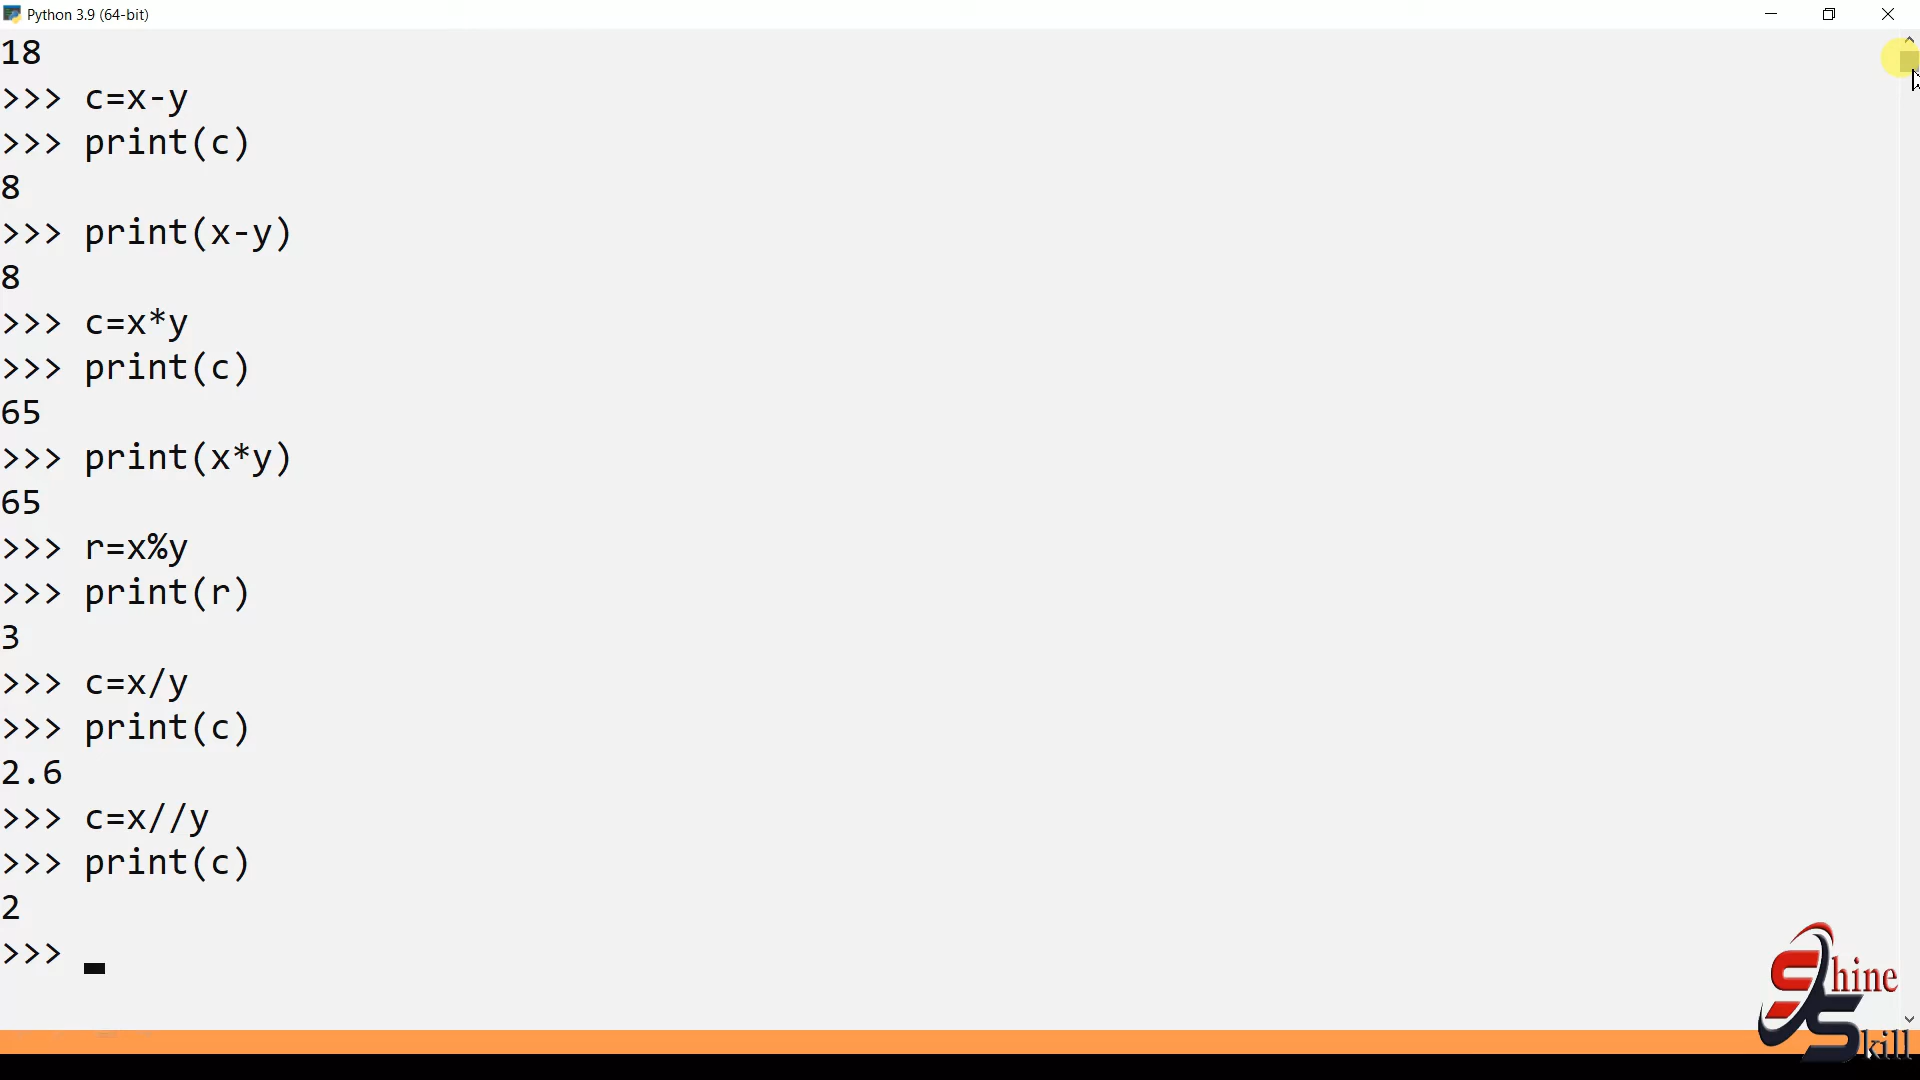 Python 3.9 (64-bit)
18
>>> c=x-y
>>> print(c)
8
>>> print(x-y)
8
>>> c=x*y
>>> print(c)
65
>>> print(x*y)
65
>>> r=x%y
>>> print(r)
3
>>> c=x/y
>>> print(c)
2.6
>>> c=x//y
>>> print(c)
2
>>>
Shine
Skill